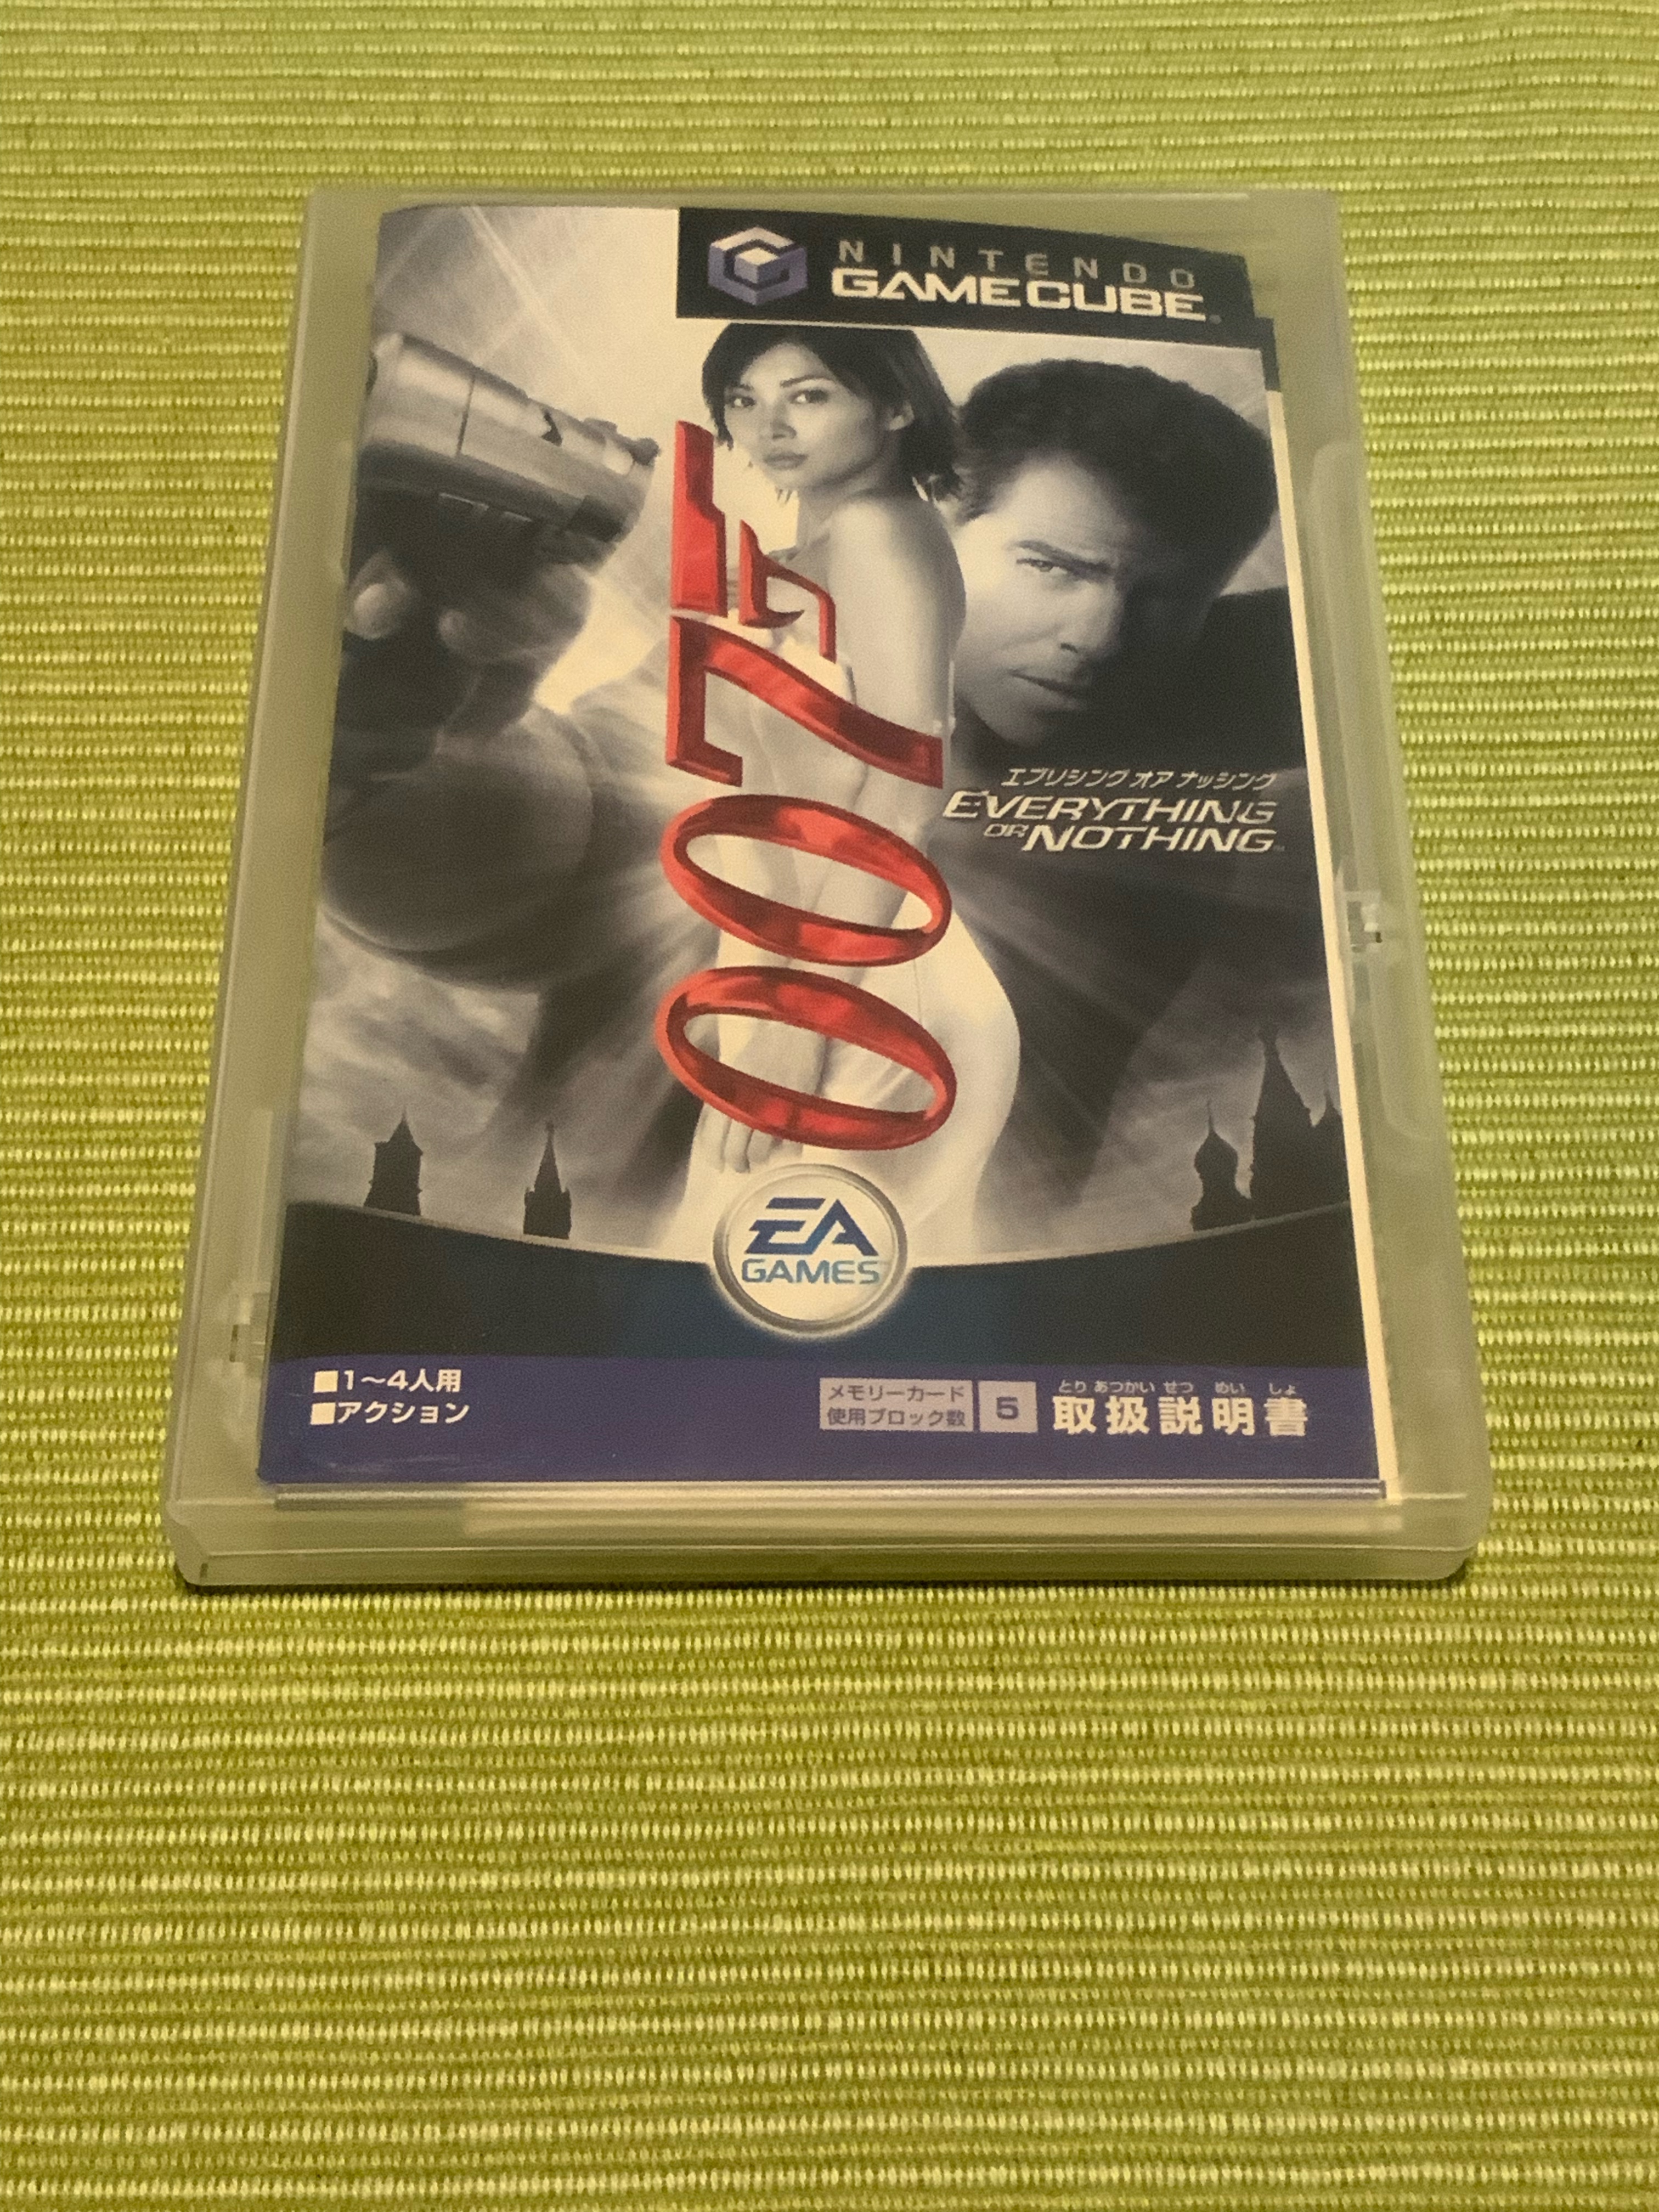 NINTENDO
GAMECUBE
007
エブリシング オア ナッシング
EVERYTHING
OR NOTHING
EA
GAMES
■1〜4人用
■アクション
メモリーカード
使用ブロック数
5
とり あつかい せつ めい しょ
取扱説明書